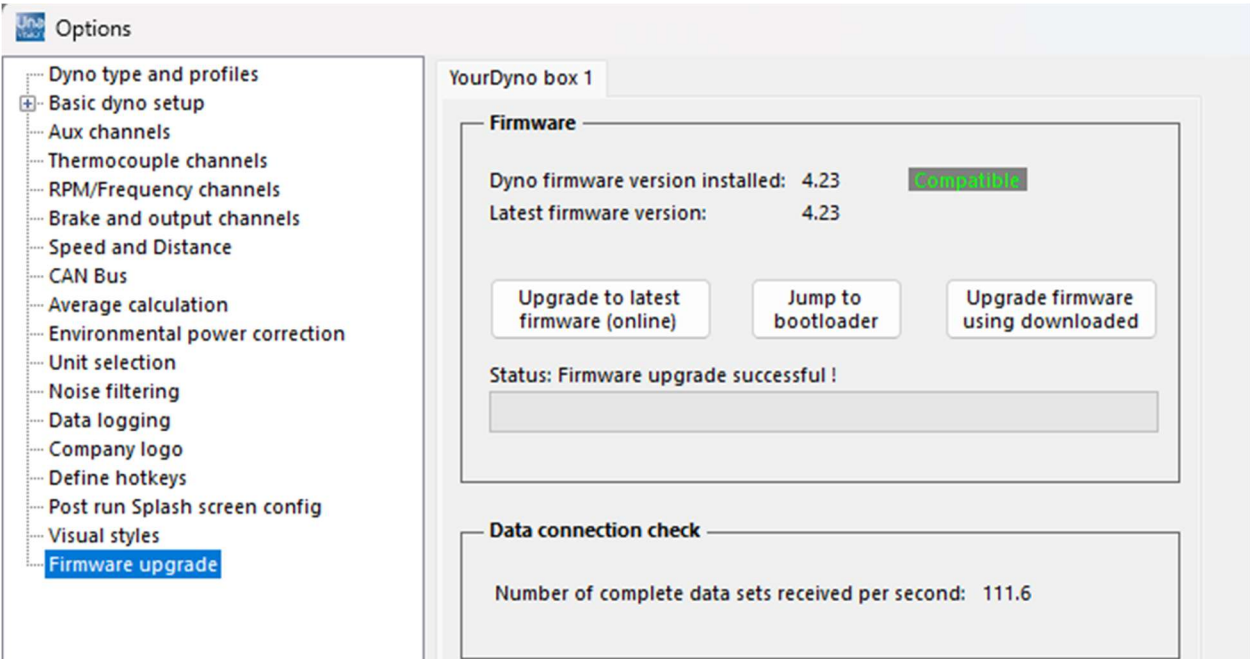 Una
vision
Options
Dyno type and profiles
Basic dyno setup
Aux channels
Thermocouple channels
RPM/Frequency channels
Brake and output channels
Speed and Distance
CAN Bus
Average calculation
Environmental power correction
Unit selection
Noise filtering
Data logging
Company logo
Define hotkeys
Post run Splash screen config
Visual styles
Firmware upgrade
YourDyno box 1
Firmware
Dyno firmware version installed: 4.23 Compatible
Latest firmware version: 4.23
Upgrade to latest
firmware (online)
Jump to
bootloader
Upgrade firmware
using downloaded
Status: Firmware upgrade successful !
Data connection check
Number of complete data sets received per second: 111.6